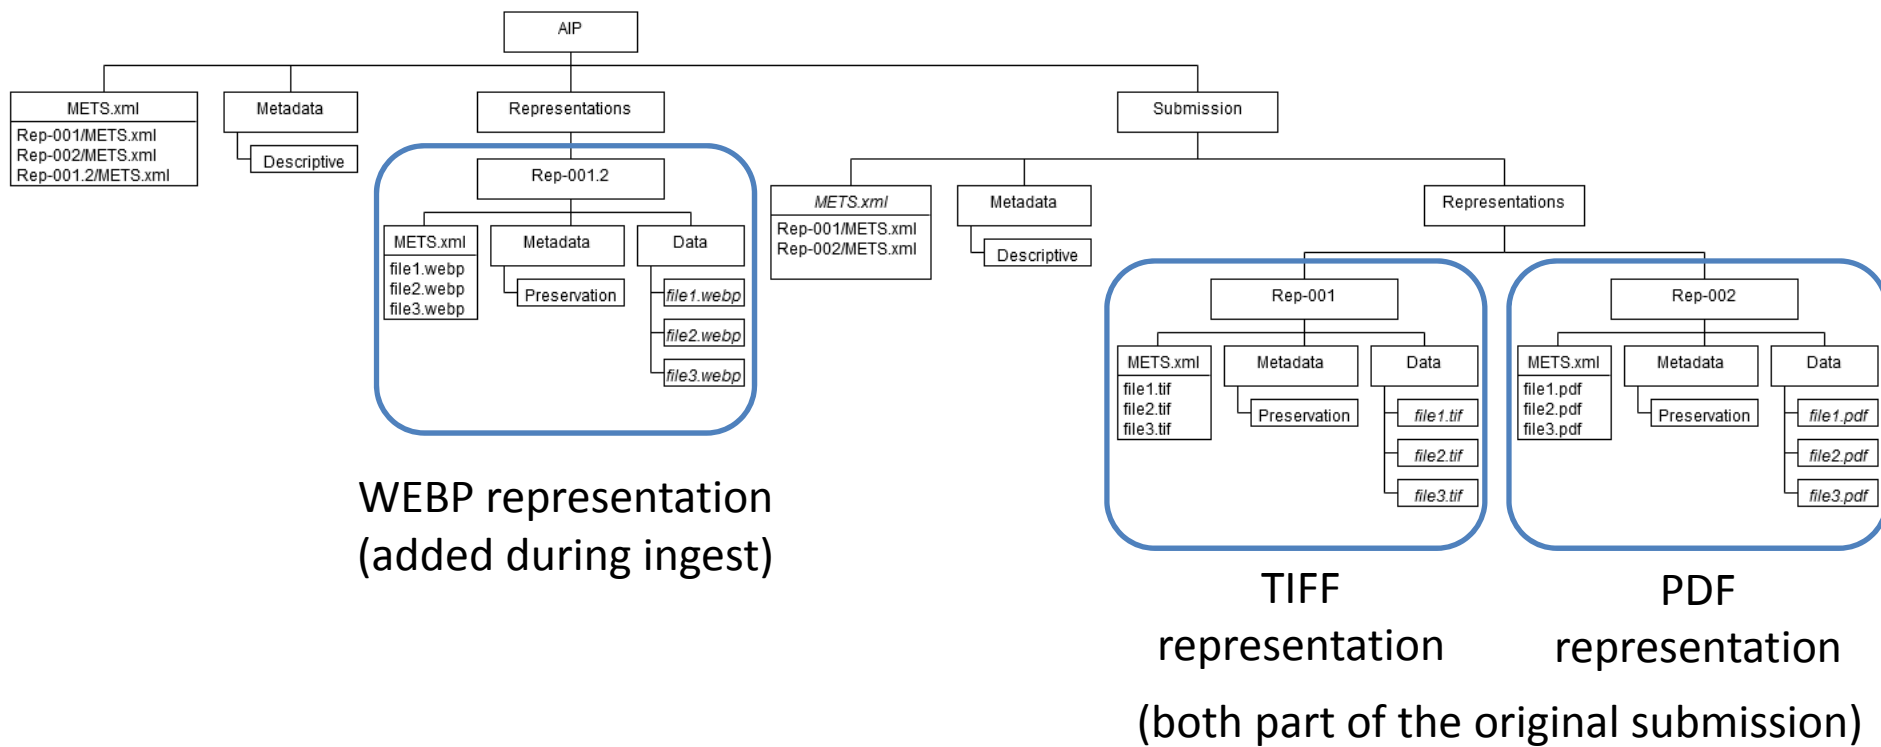 AIP
METS.xml
Rep-001/METS.xml
Rep-002/METS.xml
Rep-001.2/METS.xml
Metadata
Descriptive
Representations
Rep-001.2
METS.xml
file1.webp
file2.webp
file3.webp
Metadata
Preservation
Data
file1.webp
file2.webp
file3.webp
WEBP representation
(added during ingest)
Submission
METS.xml
Rep-001/METS.xml
Rep-002/METS.xml
Metadata
Descriptive
Representations
Rep-001
METS.xml
file1.tif
file2.tif
file3.tif
Metadata
Preservation
Data
file1.tif
file2.tif
file3.tif
TIFF
representation
Rep-002
METS.xml
file1.pdf
file2.pdf
file3.pdf
Metadata
Preservation
Data
file1.pdf
file2.pdf
file3.pdf
PDF
representation
(both part of the original submission)